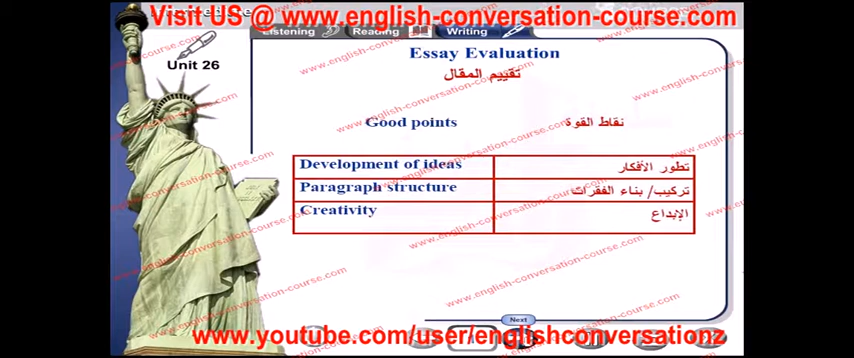 Visit US @ www.english-conversation-course.com
Listening Reading Writing
Unit 26
Essay Evaluation
تقييم المقال
Good points نقاط القوة
Development of ideas تطور الأفكار
Paragraph structure تركيب/ بناء الفقرات
Creativity الإبداع
Next
www.youtube.com/user/englishconversationz